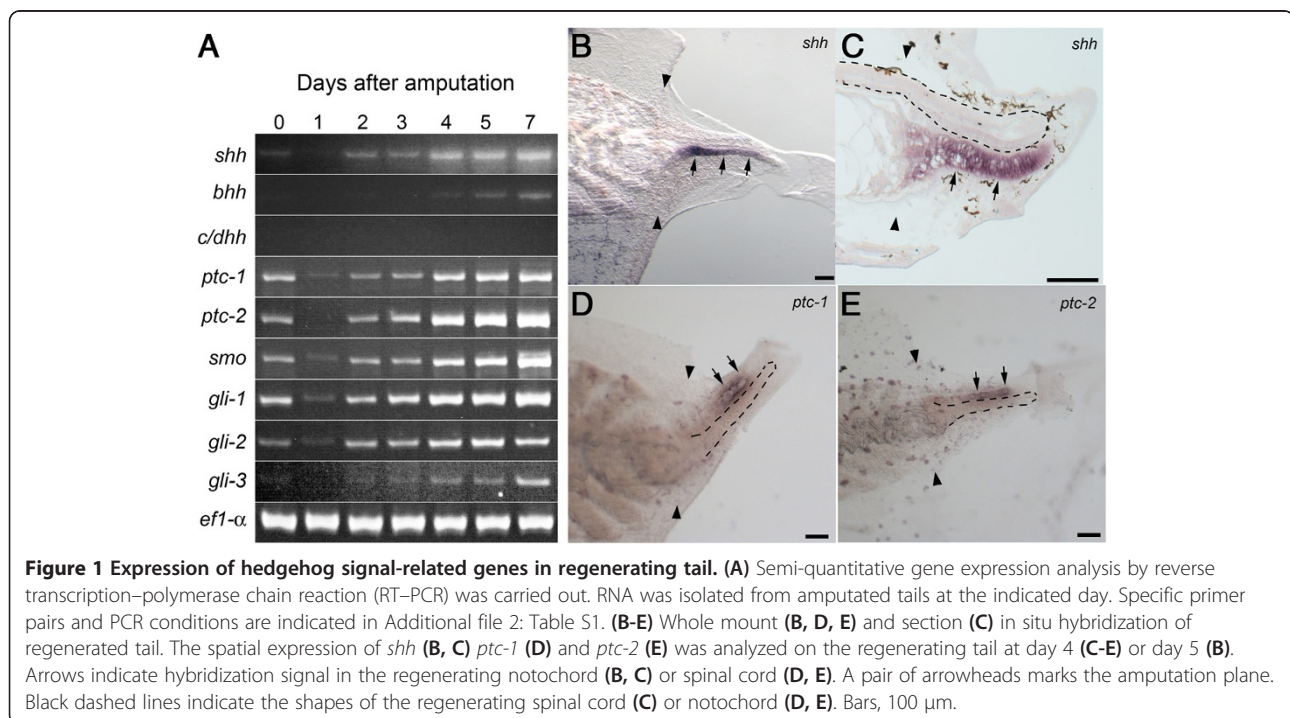 A
Days after amputation
0 1 2 3 4 5 7
shh
bhh
c/dhh
ptc-1
ptc-2
smo
gli-1
gli-2
gli-3
ef1-α
B
shh
C
shh
D
ptc-1
E
ptc-2
Figure 1 Expression of hedgehog signal-related genes in regenerating tail. (A) Semi-quantitative gene expression analysis by reverse
transcription–polymerase chain reaction (RT–PCR) was carried out. RNA was isolated from amputated tails at the indicated day. Specific primer
pairs and PCR conditions are indicated in Additional file 2: Table S1. (B-E) Whole mount (B, D, E) and section (C) in situ hybridization of
regenerated tail. The spatial expression of shh (B, C) ptc-1 (D) and ptc-2 (E) was analyzed on the regenerating tail at day 4 (C-E) or day 5 (B).
Arrows indicate hybridization signal in the regenerating notochord (B, C) or spinal cord (D, E). A pair of arrowheads marks the amputation plane.
Black dashed lines indicate the shapes of the regenerating spinal cord (C) or notochord (D, E). Bars, 100 μm.